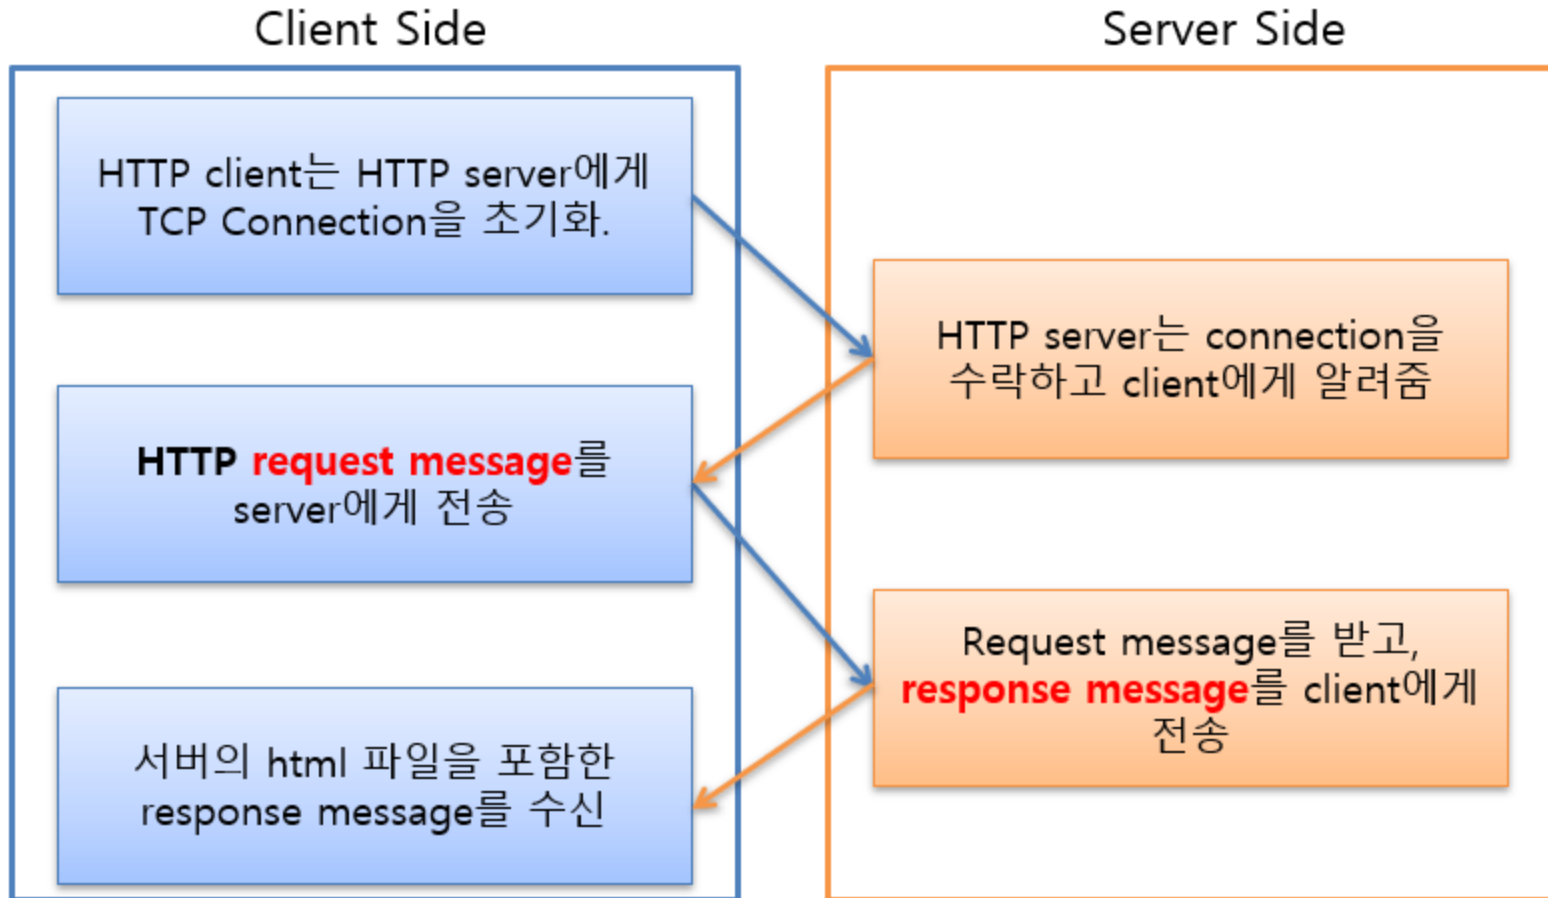 Client Side
Server Side
HTTP client는 HTTP server에게
TCP Connection을 초기화.
HTTP server는 connection을
수락하고 client에게 알려줌
HTTP request message를
server에게 전송
Request message를 받고,
response message를 client에게
전송
서버의 html 파일을 포함한
response message를 수신